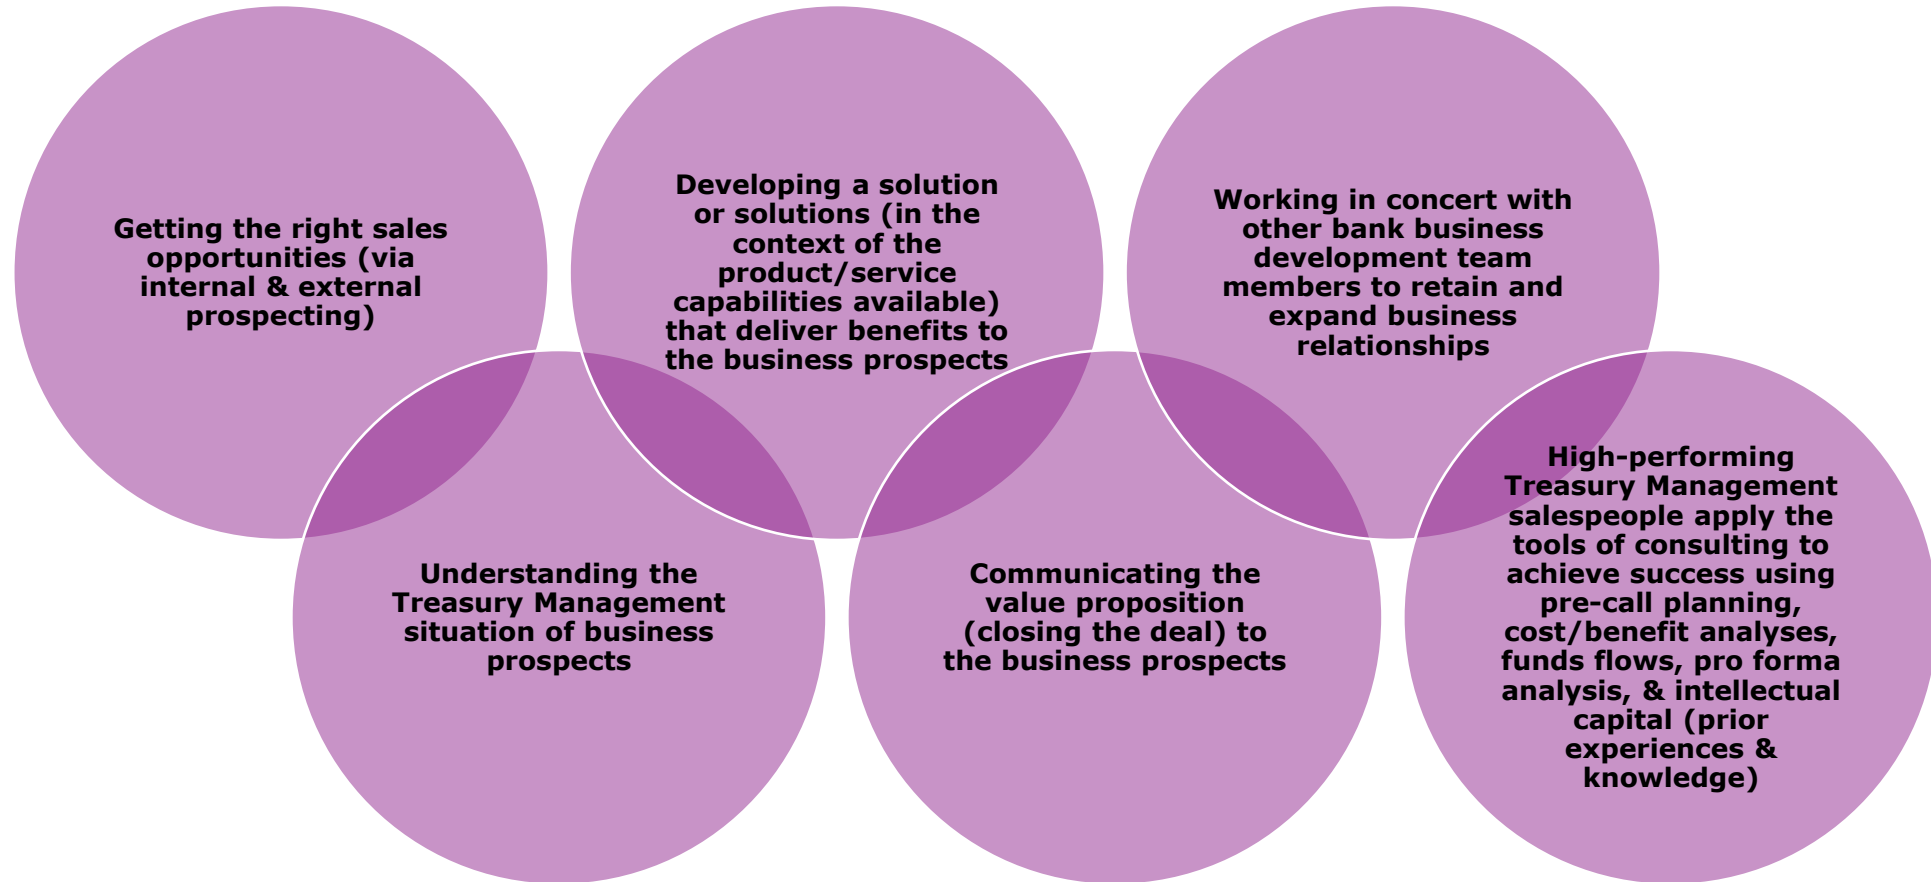 Getting the right sales
opportunities (via
internal & external
prospecting)
Understanding the
Treasury Management
situation of business
prospects
Developing a solution
or solutions (in the
context of the
product/service
capabilities available)
that deliver benefits to
the business prospects
Communicating the
value proposition
(closing the deal) to
the business prospects
Working in concert with
other bank business
development team
members to retain and
expand business
relationships
High-performing
Treasury Management
salespeople apply the
tools of consulting to
achieve success using
pre-call planning,
cost/benefit analyses,
funds flows, pro forma
analysis, & intellectual
capital (prior
experiences &
knowledge)